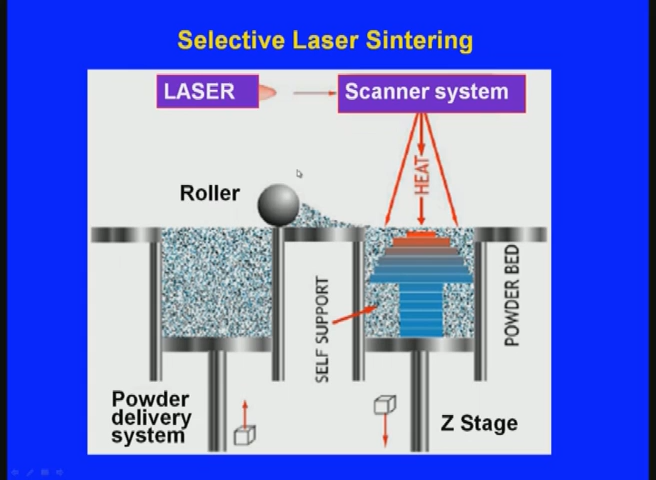 Selective Laser Sintering
LASER
Scanner system
HEAT
Roller
SELF SUPPORT
POWDER BED
Powder
delivery
system
Z Stage